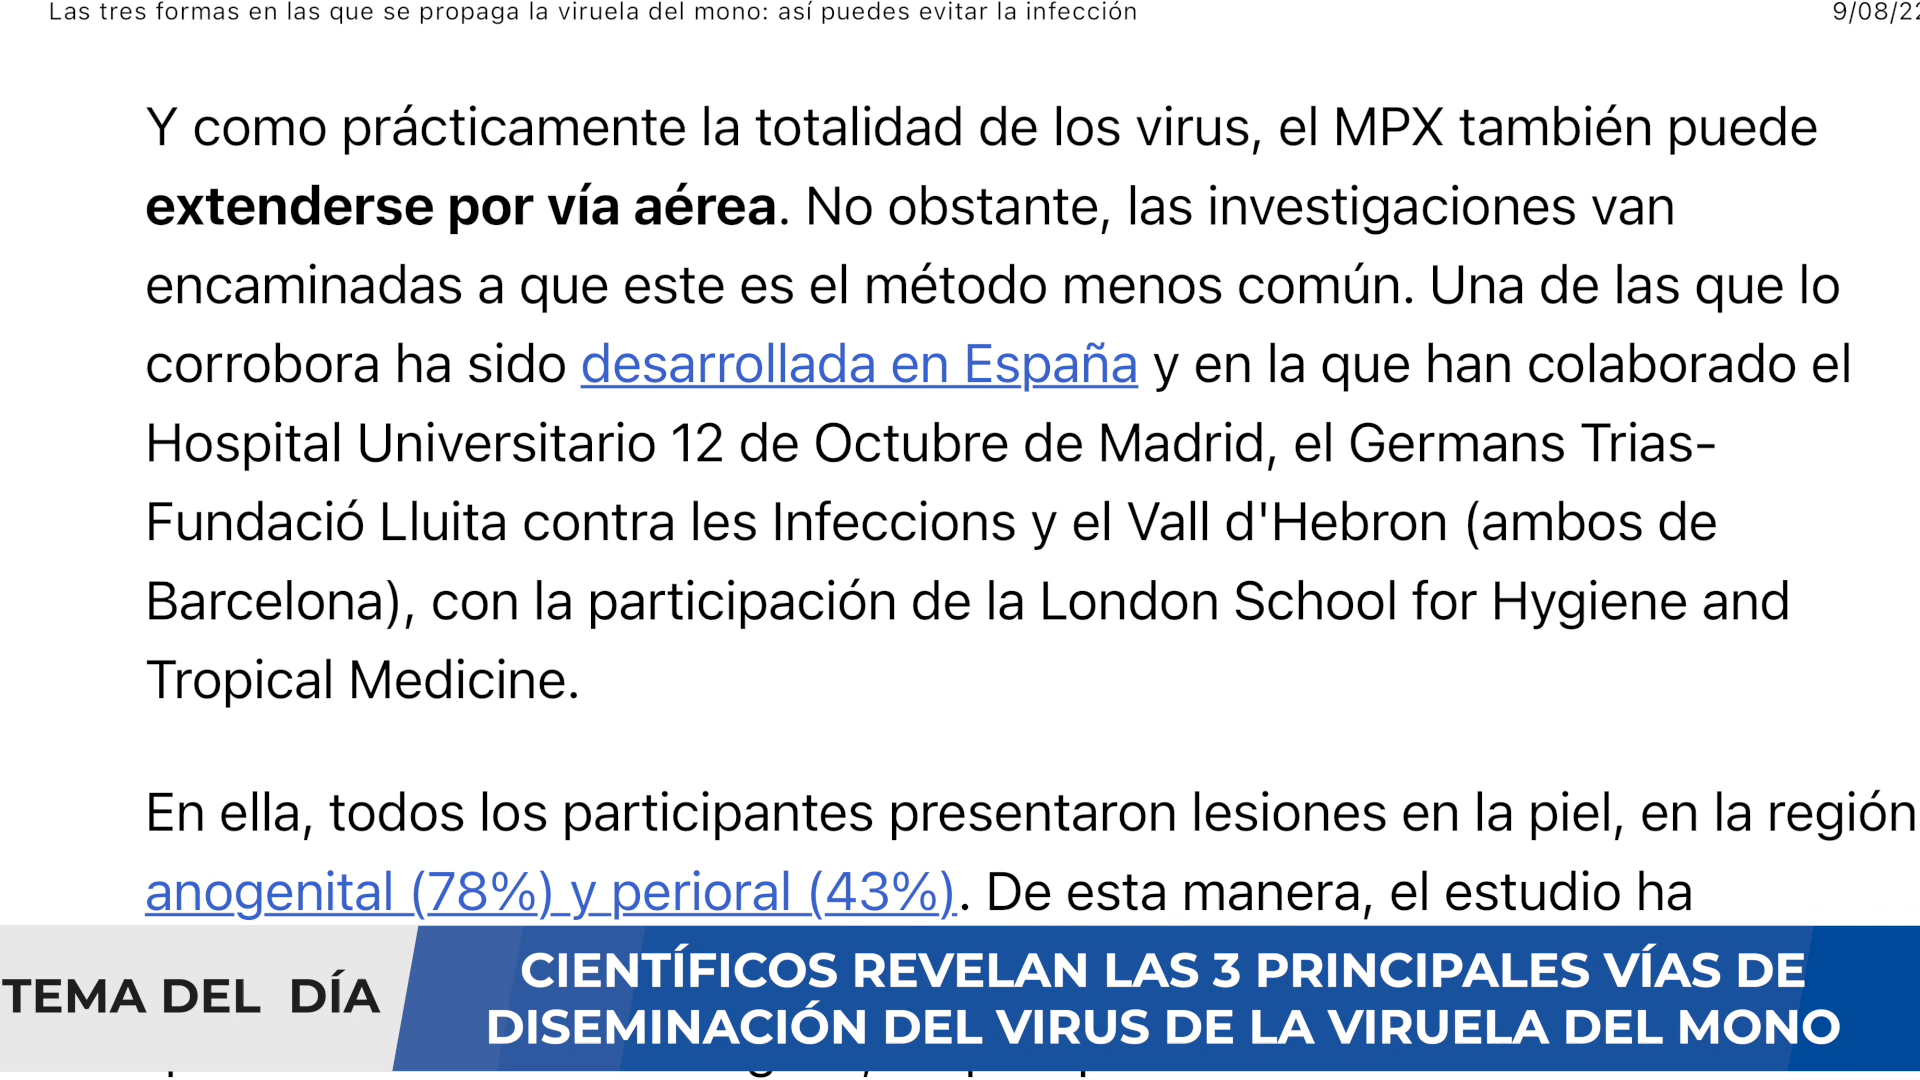 Las tres formas en las que se propaga la viruela del mono: así puedes evitar la infección
9/08/22
Y como prácticamente la totalidad de los virus, el MPX también puede
extenderse por vía aérea. No obstante, las investigaciones van
encaminadas a que este es el método menos común. Una de las que lo
corrobora ha sido desarrollada en España y en la que han colaborado el
Hospital Universitario 12 de Octubre de Madrid, el Germans Trias-
Fundació Lluita contra les Infeccions y el Vall d'Hebron (ambos de
Barcelona), con la participación de la London School for Hygiene and
Tropical Medicine.
En ella, todos los participantes presentaron lesiones en la piel, en la región
anogenital (78%) y perioral (43%). De esta manera, el estudio ha
TEMA DEL DÍA
CIENTÍFICOS REVELAN LAS 3 PRINCIPALES VÍAS DE
DISEMINACIÓN DEL VIRUS DE LA VIRUELA DEL MONO